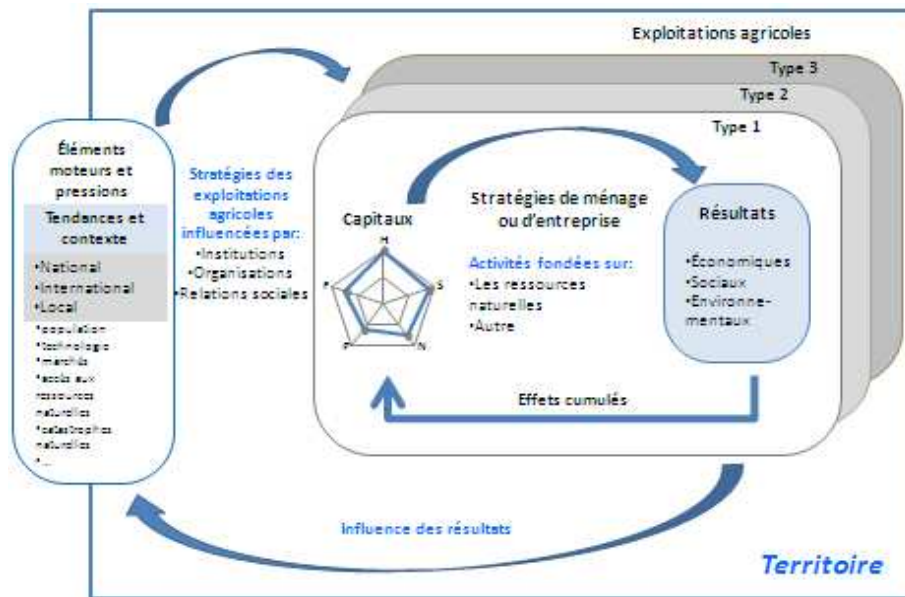 Exploitations agricoles
Type 3
Type 2
Type 1
Éléments
moteurs et
pressions
Tendances et
contexte
•National
•International
•Local
•population
•technologie
•marchés
•accès aux
ressources
naturelles
•catastrophes
naturelles
•...
Stratégies des
exploitations
agricoles
influencées par:
•Institutions
•Organisations
•Relations sociales
Capitaux
H
S
N
P
F
Stratégies de ménage
ou d'entreprise
Activités fondées sur:
•Les ressources
naturelles
•Autre
Résultats
•Économiques
•Sociaux
•Environne-
mentaux
Effets cumulés
Influence des résultats
Territoire